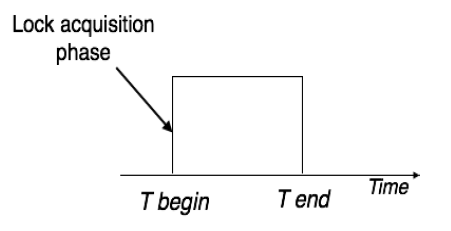 Lock acquisition
phase
T begin
T end
Time